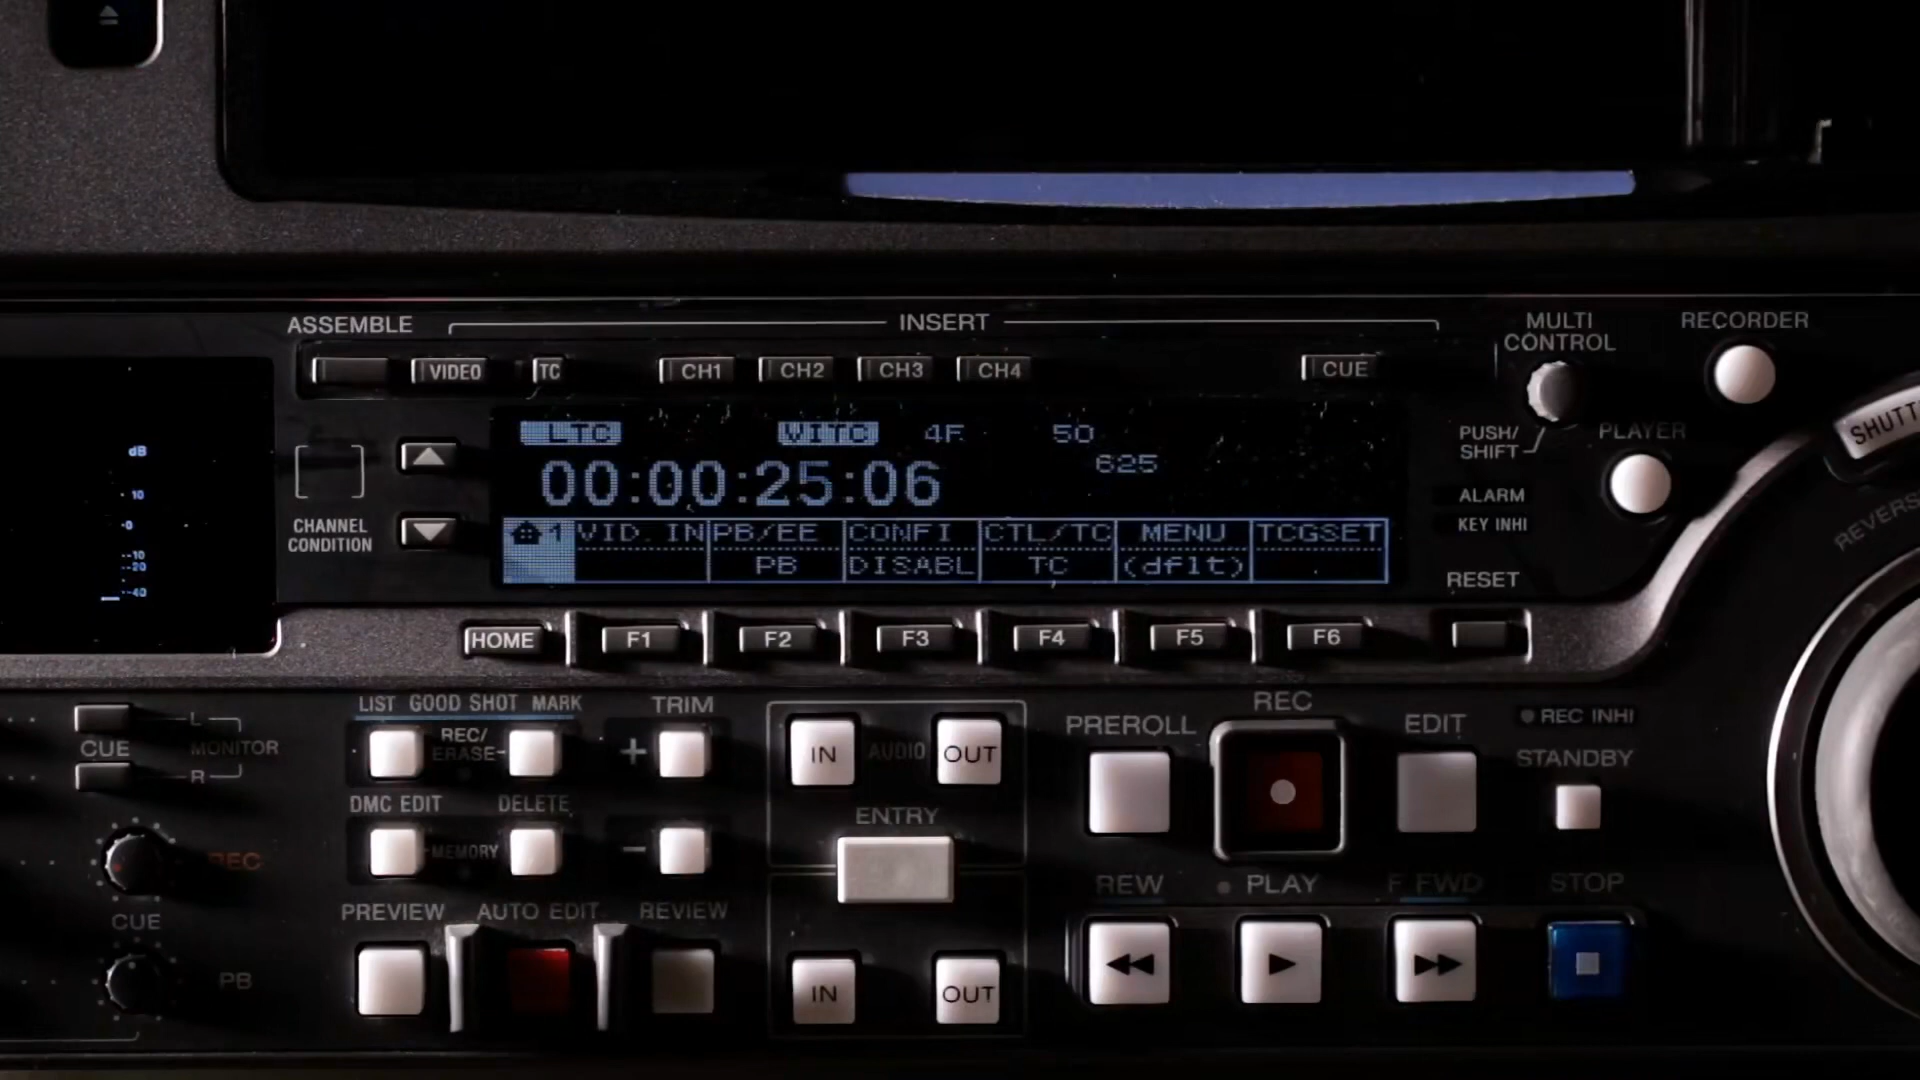 ASSEMBLE
INSERT
VIDEO
TC
CH1
CH2
CH3
CH4
CUE
MULTI
CONTROL
RECORDER
PUSH/
SHIFT
PLAYER
SHUTT
REVERS
ALARM
KEY INHI
RESET
dB
10
-0
--10
--20
--40
CHANNEL
CONDITION
LTC
VITC
4F
50
00:00:25:06
625
1
VID. IN
PB/EE
CONFI
CTL/TC
MENU
TCGSET
PB
DISABL
TC
(dflt)
HOME
F1
F2
F3
F4
F5
F6
L
CUE
MONITOR
R
REC
CUE
PB
LIST
GOOD SHOT
MARK
REC/
ERASE
TRIM
+
DMC EDIT
DELETE
MEMORY
−
PREVIEW
AUTO EDIT
REVIEW
IN
AUDIO
OUT
ENTRY
IN
OUT
PREROLL
REC
EDIT
REC INHI
STANDBY
REW
PLAY
F FWD
STOP